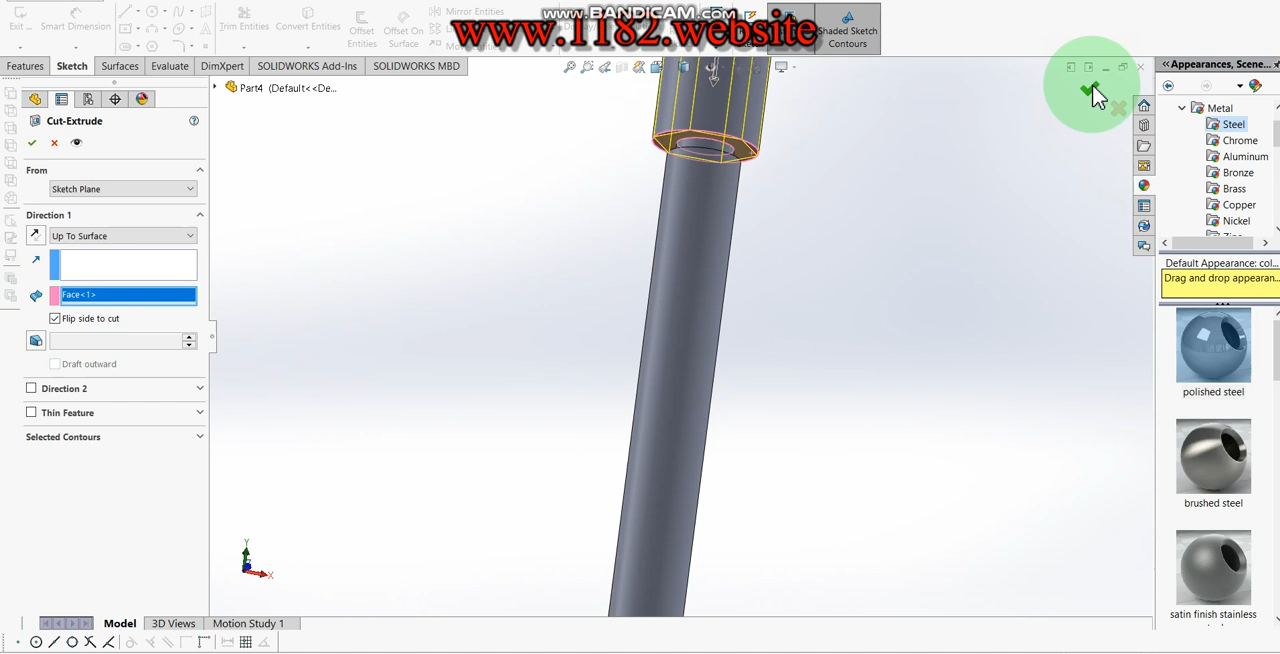 www.BANDICAM.com
www.1182.website
Exit ...
Smart Dimension
Trim Entities
Convert Entities
Offset
Entities
Offset On
Surface
Mirror Entities
Shaded Sketch
Contours
Features
Sketch
Surfaces
Evaluate
DimXpert
SOLIDWORKS Add-Ins
SOLIDWORKS MBD
Part4 (Default<<De...
Cut-Extrude
From
Sketch Plane
Direction 1
Up To Surface
Face<1>
Flip side to cut
Draft outward
Direction 2
Thin Feature
Selected Contours
Y
X
Appearances, Scene...
Metal
Steel
Chrome
Aluminum
Bronze
Brass
Copper
Nickel
Default Appearance: col...
Drag and drop appearan...
polished steel
brushed steel
satin finish stainless
Model
3D Views
Motion Study 1